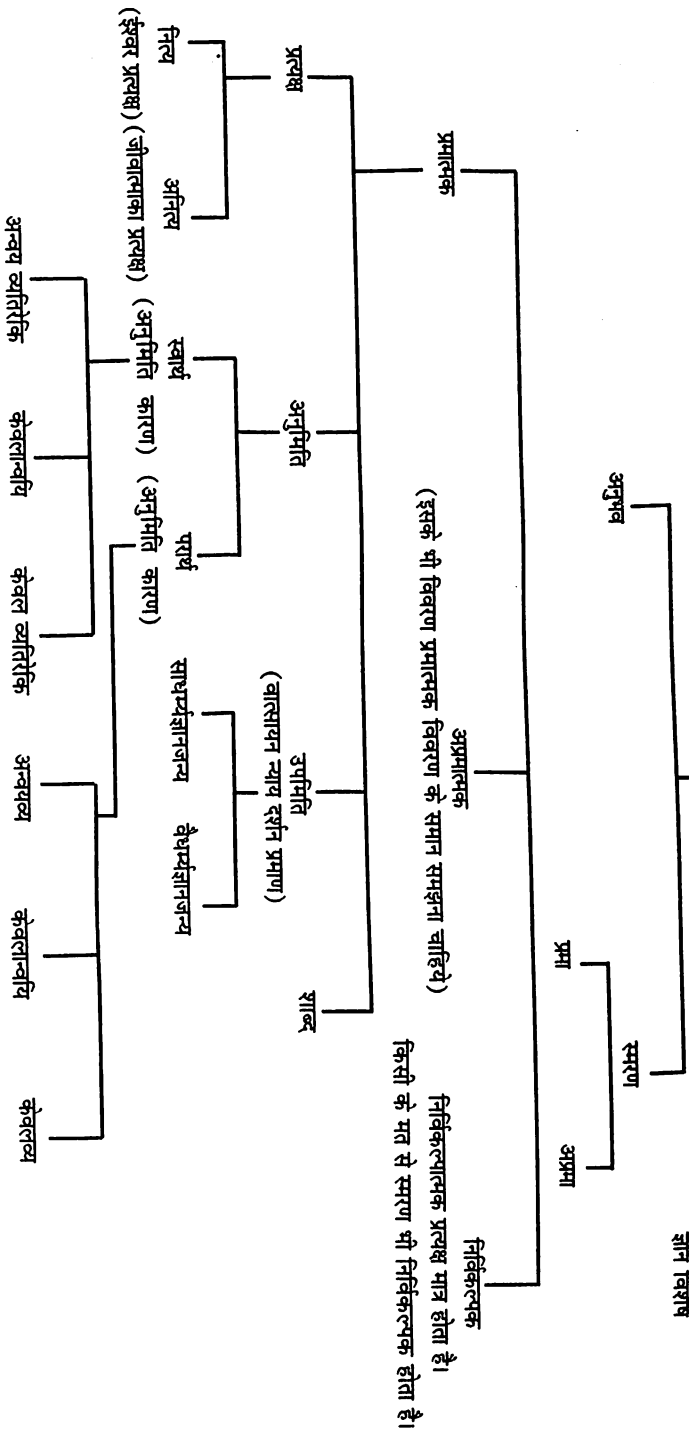 ज्ञान विशेष
अनुभव
स्मरण
प्रमा
अप्रमा
प्रमात्मक
अप्रमात्मक
(इसके भी विवरण प्रमात्मक विवरण के समान समझना चाहिये)
निर्विकल्पक
निर्विकल्पात्मक प्रत्यक्ष मात्र होता है।
किसी के मत से स्मरण भी निर्विकल्पक होता है।
प्रत्यक्ष
अनुमिति
उपमिति
(वात्सायन न्याय दर्शन प्रमाण)
शाब्द
नित्य
(ईश्वर प्रत्यक्ष)
अनित्य
(जीवात्माका प्रत्यक्ष)
स्वार्थ
(अनुमिति कारण)
परार्थ
(अनुमिति कारण)
साधर्म्यज्ञानजन्य
वैधर्म्यज्ञानजन्य
अन्वय व्यतिरेकि
केवलान्वयि
केवल व्यतिरेकि
अन्वयव्य
केवलान्वयि
केवलव्य